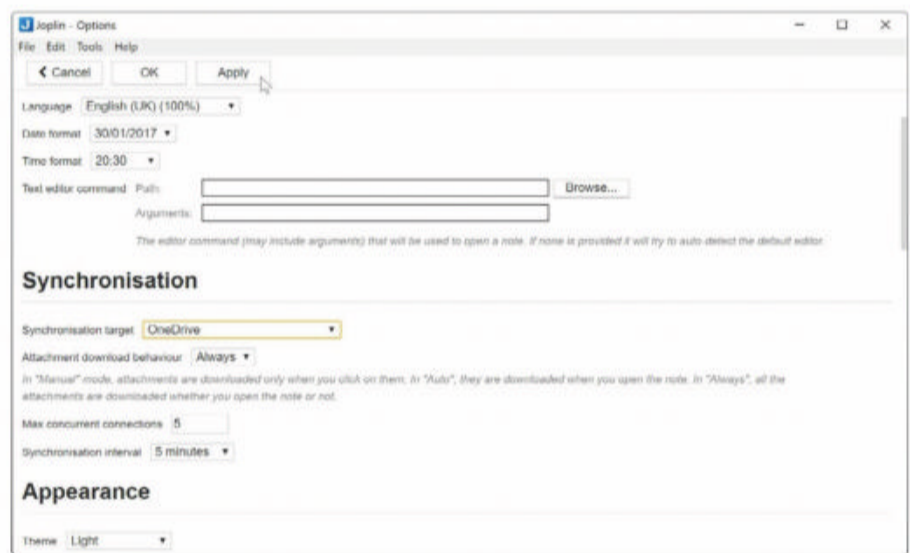 Joplin - Options
File Edit Tools Help
Cancel OK Apply
Language English (UK) (100%)
Date format 30/01/2017
Time format 20:30
Text editor command Path: Browse...
Arguments:
The editor command (may include arguments) that will be used to open a note. If none is provided it will try to auto-detect the default editor.
Synchronisation
Synchronisation target OneDrive
Attachment download behaviour Always
In "Manual" mode, attachments are downloaded only when you click on them. In "Auto", they are downloaded when you open the note. In "Always", all the
attachments are downloaded whether you open the note or not.
Max concurrent connections 5
Synchronisation interval 5 minutes
Appearance
Theme Light